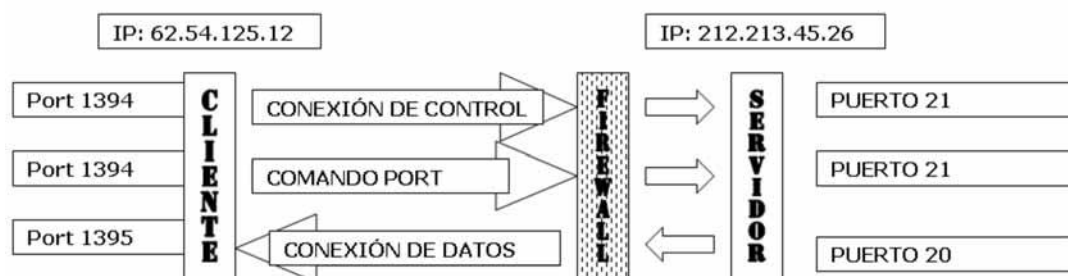 IP: 62.54.125.12
IP: 212.213.45.26
Port 1394
CLIENTE
CONEXIÓN DE CONTROL
FIREWALL
SERVIDOR
PUERTO 21
Port 1394
COMANDO PORT
PUERTO 21
Port 1395
CONEXIÓN DE DATOS
PUERTO 20